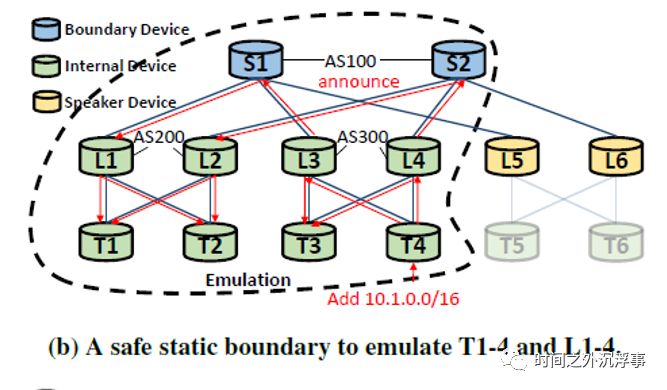 Boundary Device
Internal Device
Speaker Device
S1
AS100
S2
announce
AS200
AS300
L1
L2
L3
L4
L5
L6
T1
T2
T3
T4
T5
T6
Emulation
Add 10.1.0.0/16
(b) A safe static boundary to emulate T1-4 and L1-4.
时间之外沉浮事